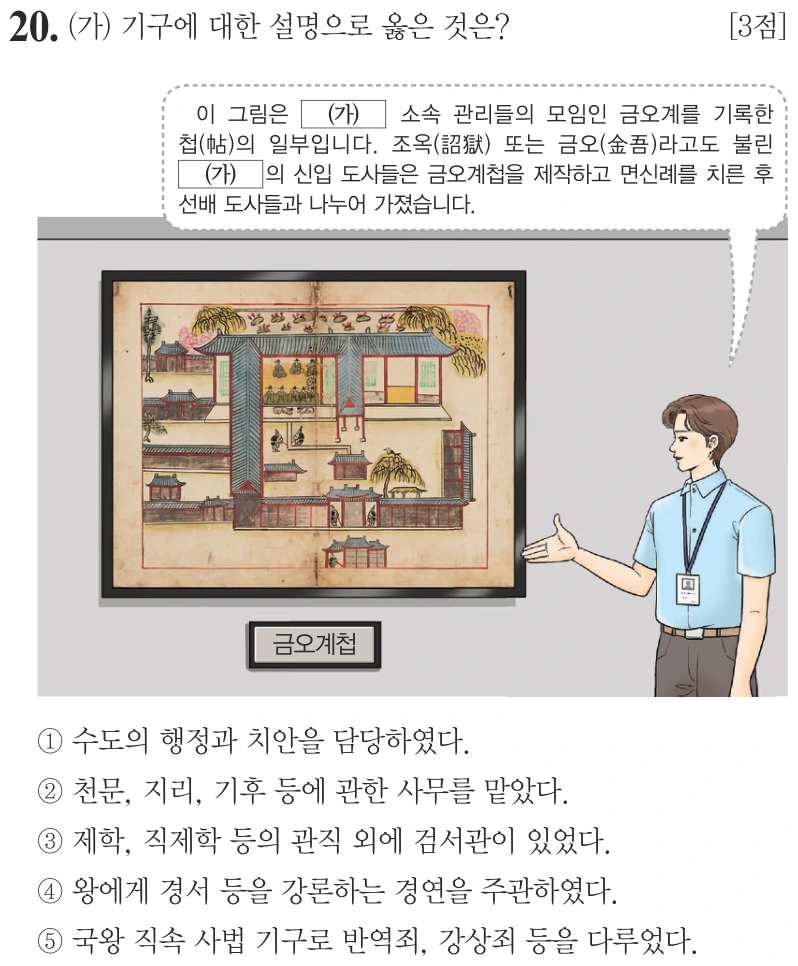 20. (가) 기구에 대한 설명으로 옳은 것은? [3점]
이 그림은 (가) 소속 관리들의 모임인 금오계를 기록한
첩(帖)의 일부입니다. 조옥(詔獄) 또는 금오(金吾)라고도 불린
(가) 의 신입 도사들은 금오계첩을 제작하고 면신례를 치른 후
선배 도사들과 나누어 가졌습니다.
금오계첩
① 수도의 행정과 치안을 담당하였다.
② 천문, 지리, 기후 등에 관한 사무를 맡았다.
③ 제학, 직제학 등의 관직 외에 검서관이 있었다.
④ 왕에게 경서 등을 강론하는 경연을 주관하였다.
⑤ 국왕 직속 사법 기구로 반역죄, 강상죄 등을 다루었다.